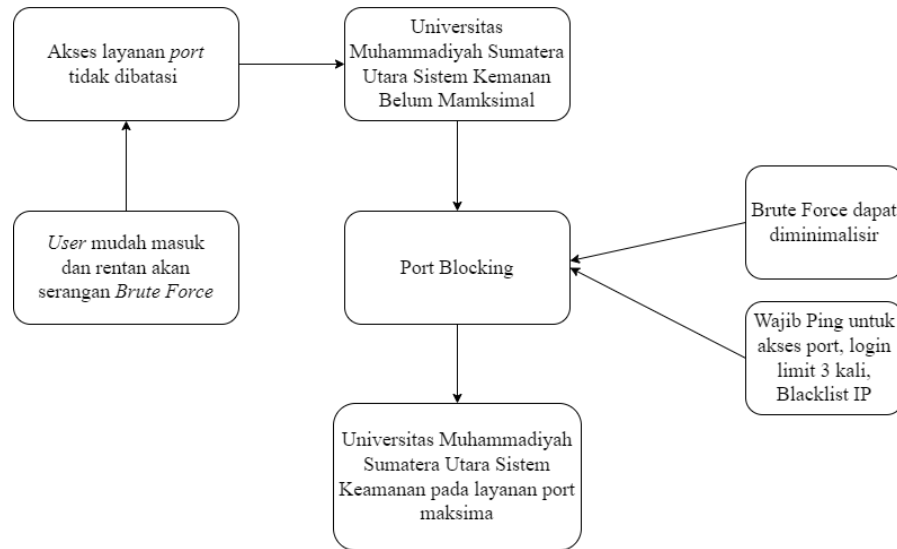 Akses layanan port
tidak dibatasi
Universitas
Muhammadiyah Sumatera
Utara Sistem Kemanan
Belum Mamksimal
User mudah masuk
dan rentan akan
serangan Brute Force
Port Blocking
Brute Force dapat
diminimalisir
Wajib Ping untuk
akses port, login
limit 3 kali,
Blacklist IP
Universitas Muhammadiyah
Sumatera Utara Sistem
Keamanan pada layanan port
maksima